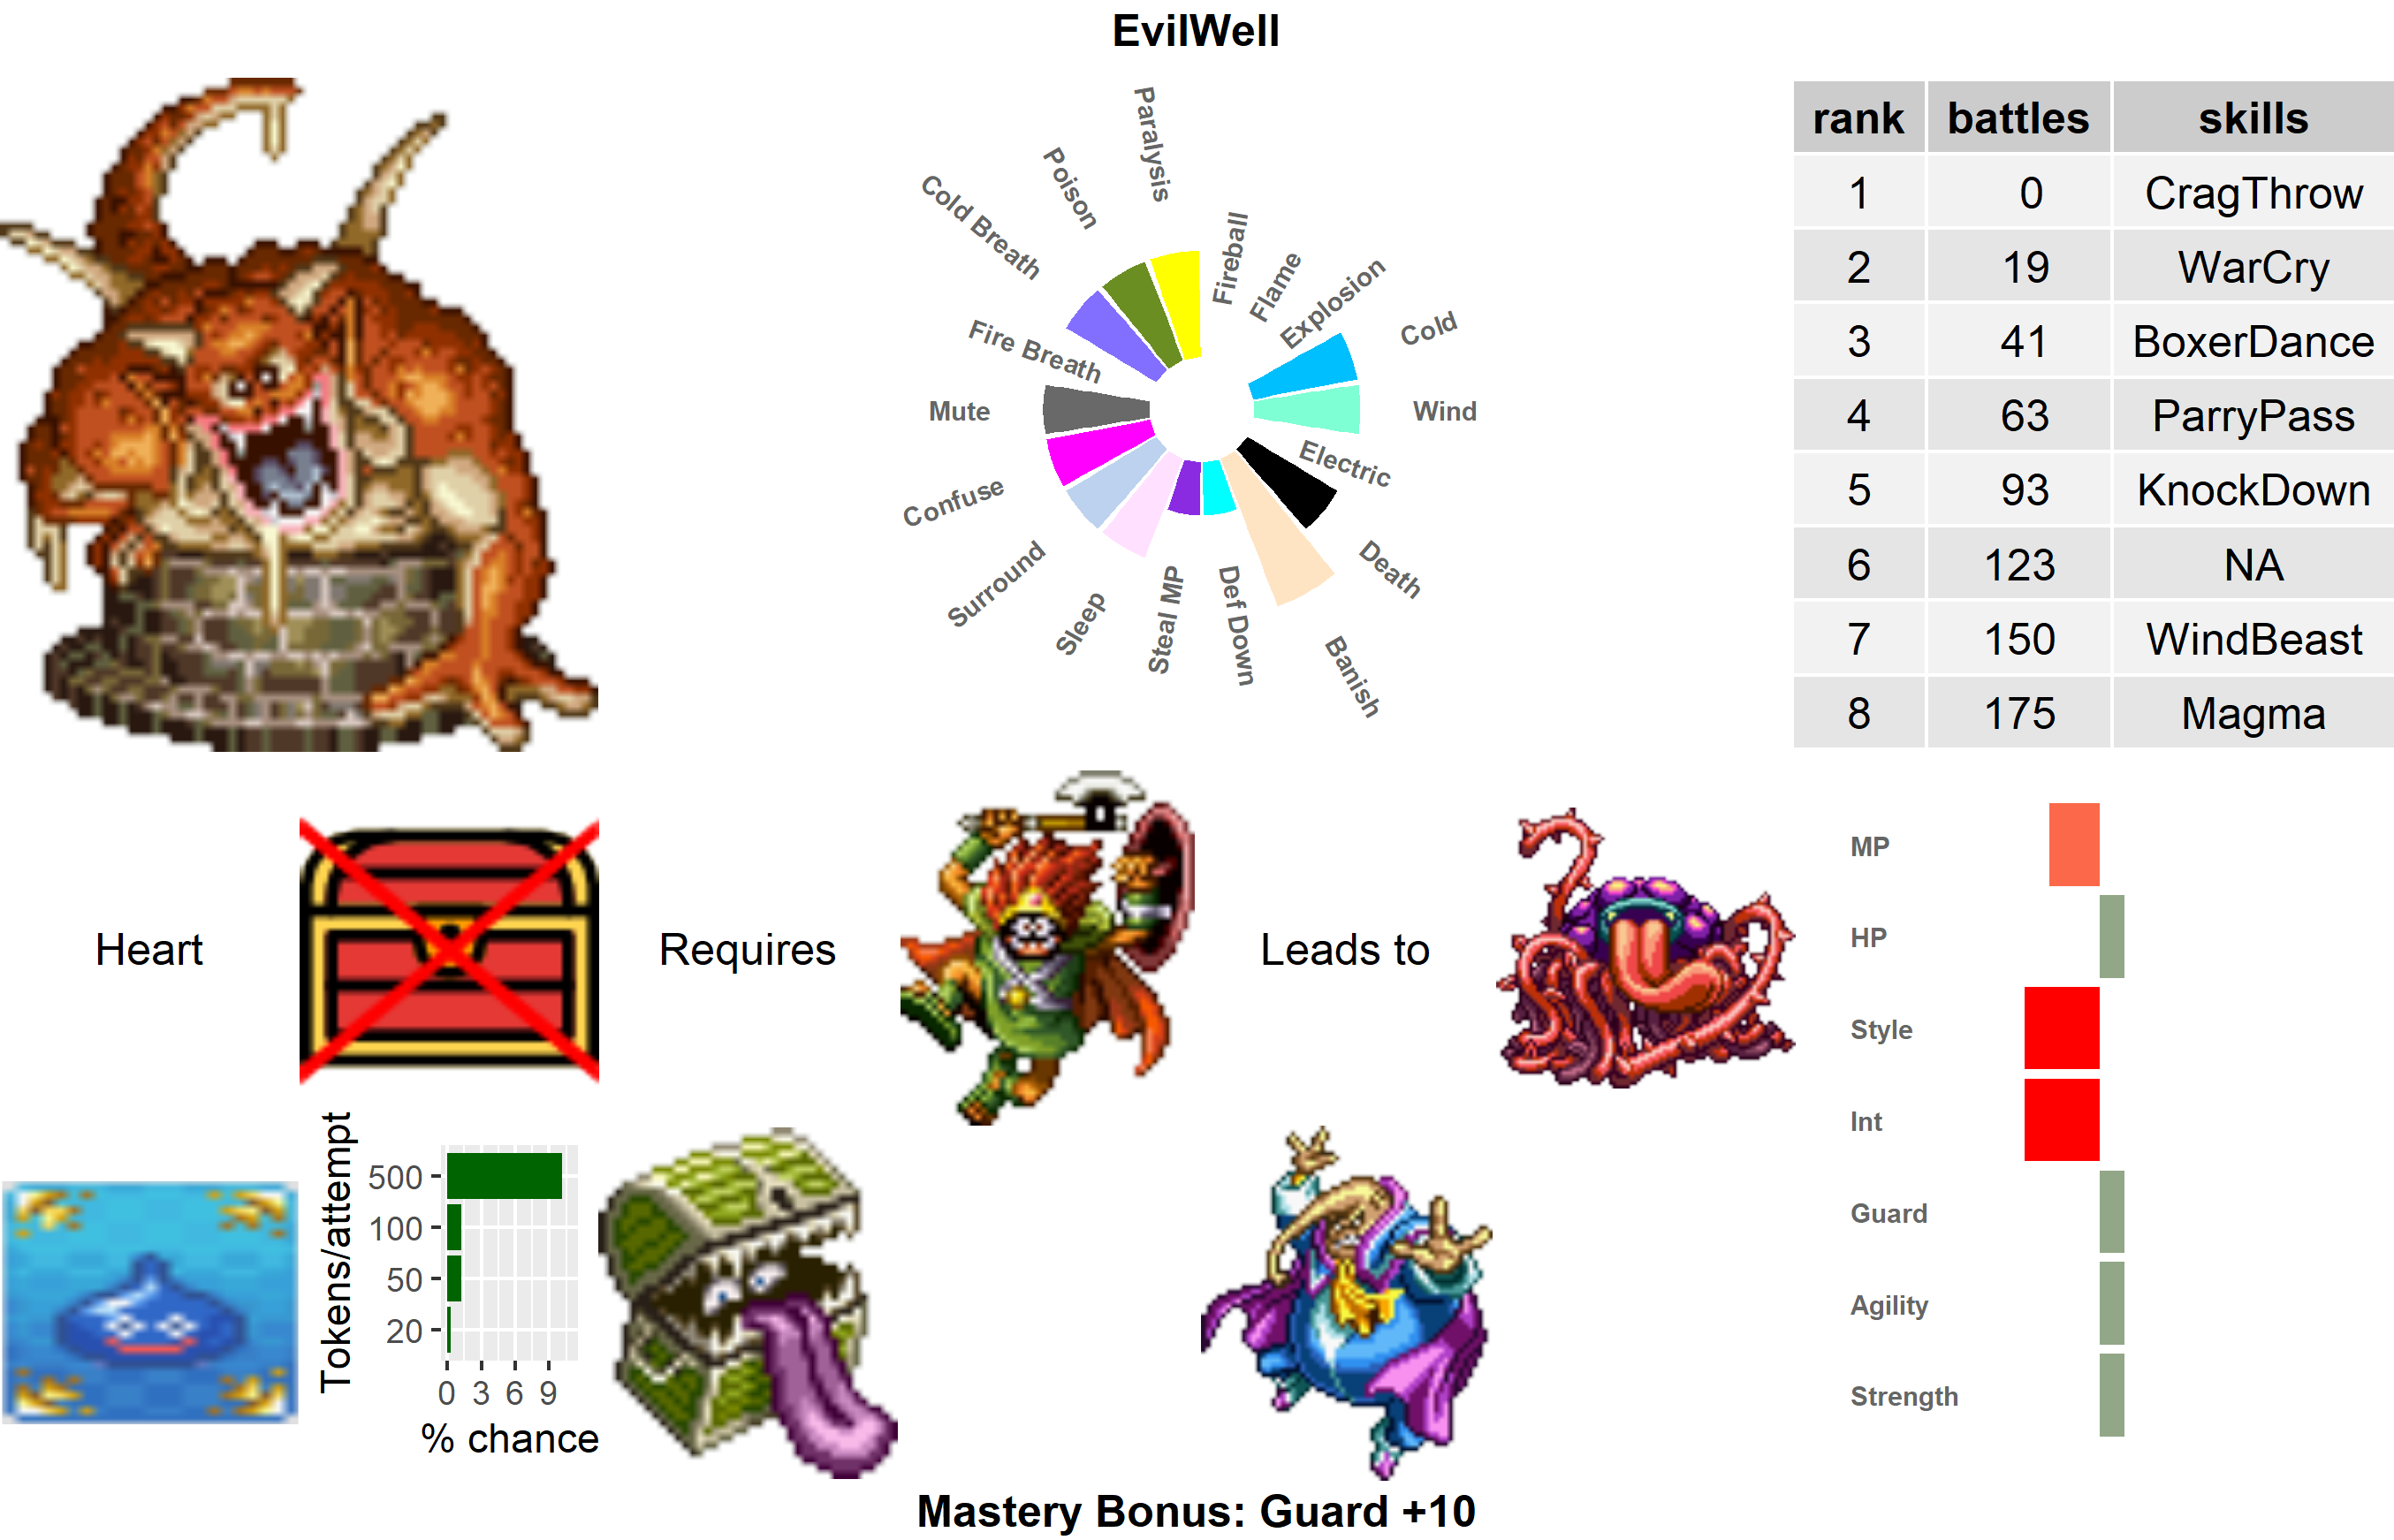 EvilWell
Paralysis
Poison
Cold Breath
Fire Breath
Mute
Confuse
Surround
Sleep
Steal MP
Def Down
Banish
Death
Electric
Wind
Cold
Explosion
Flame
Fireball
rank battles skills
1 0 CragThrow
2 19 WarCry
3 41 BoxerDance
4 63 ParryPass
5 93 KnockDown
6 123 NA
7 150 WindBeast
8 175 Magma
Heart
Requires
Leads to
MP
HP
Style
Int
Guard
Agility
Strength
Tokens/attempt
500
100
50
20
0 3 6 9
% chance
Mastery Bonus: Guard +10